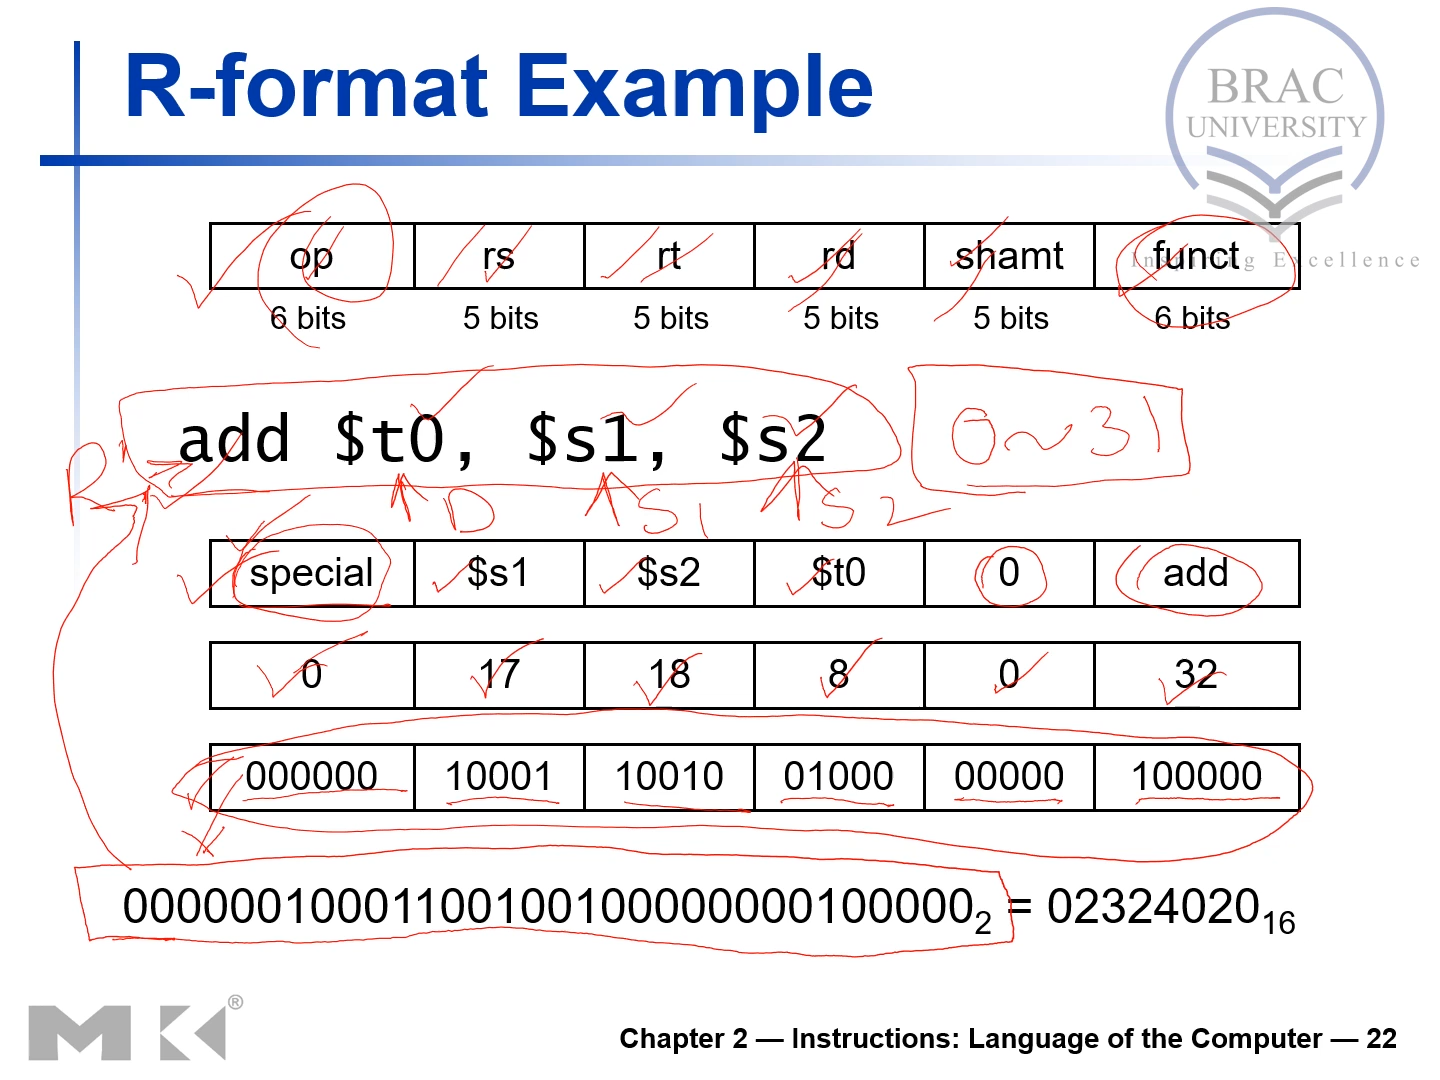 R-format Example
BRAC
UNIVERSITY
Inspiring Excellence
op rs rt rd shamt funct
6 bits 5 bits 5 bits 5 bits 5 bits 6 bits
add $t0, $s1, $s2
0~31
R
D S1 S2
special $s1 $s2 $t0 0 add
0 17 18 8 0 32
000000 10001 10010 01000 00000 100000
00000010001100100100000000100000₂ = 02324020₁₆
MK®
Chapter 2 — Instructions: Language of the Computer — 22